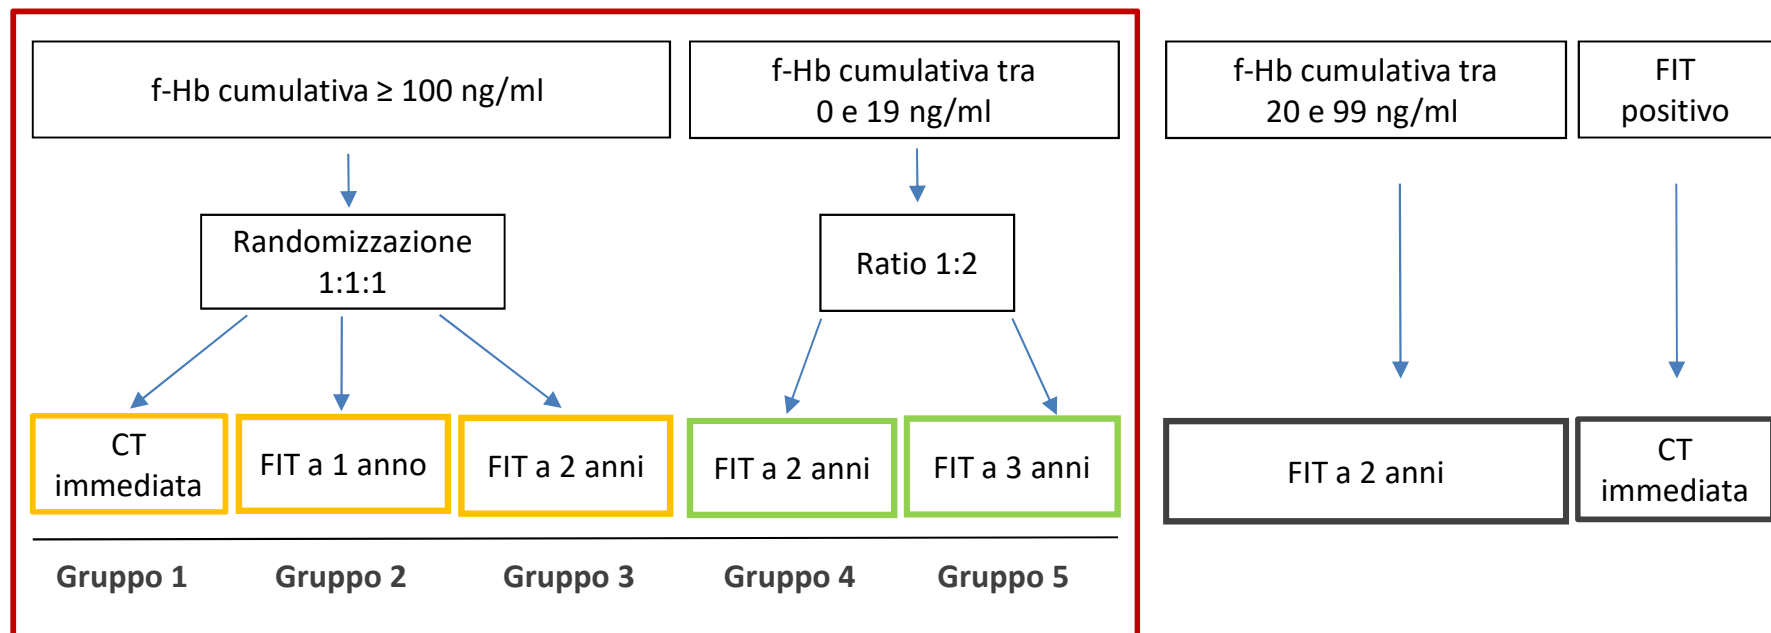 f-Hb cumulativa ≥ 100 ng/ml
f-Hb cumulativa tra
0 e 19 ng/ml
f-Hb cumulativa tra
20 e 99 ng/ml
FIT
positivo
Randomizzazione
1:1:1
Ratio 1:2
CT
immediata
FIT a 1 anno
FIT a 2 anni
FIT a 2 anni
FIT a 3 anni
FIT a 2 anni
CT
immediata
Gruppo 1
Gruppo 2
Gruppo 3
Gruppo 4
Gruppo 5